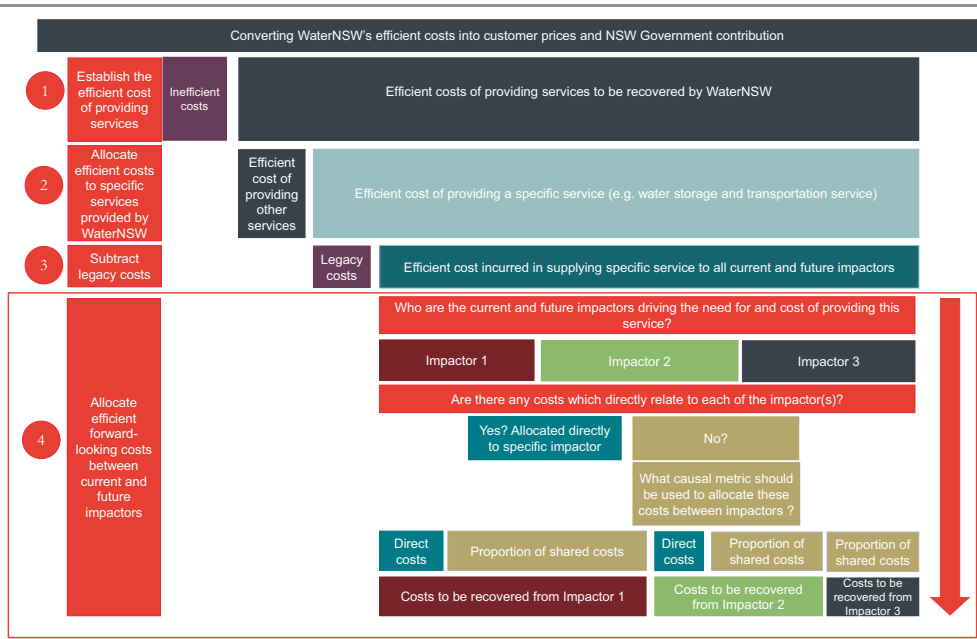 Converting WaterNSW's efficient costs into customer prices and NSW Government contribution
1
Establish the
efficient cost
of providing
services
Inefficient
costs
Efficient costs of providing services to be recovered by WaterNSW
2
Allocate
efficient costs
to specific
services
provided by
WaterNSW
Efficient
cost of
providing
other
services
Efficient cost of providing a specific service (e.g. water storage and transportation service)
3
Subtract
legacy costs
Legacy
costs
Efficient cost incurred in supplying specific service to all current and future impactors
4
Allocate
efficient
forward-
looking costs
between
current and
future
impactors
Who are the current and future impactors driving the need for and cost of providing this
service?
Impactor 1
Impactor 2
Impactor 3
Are there any costs which directly relate to each of the impactor(s)?
Yes? Allocated directly
to specific impactor
No?
What causal metric should
be used to allocate these
costs between impactors ?
Direct
costs
Proportion of shared costs
Direct
costs
Proportion of
shared costs
Proportion of
shared costs
Costs to be recovered from Impactor 1
Costs to be recovered
from Impactor 2
Costs to be
recovered from
Impactor 3